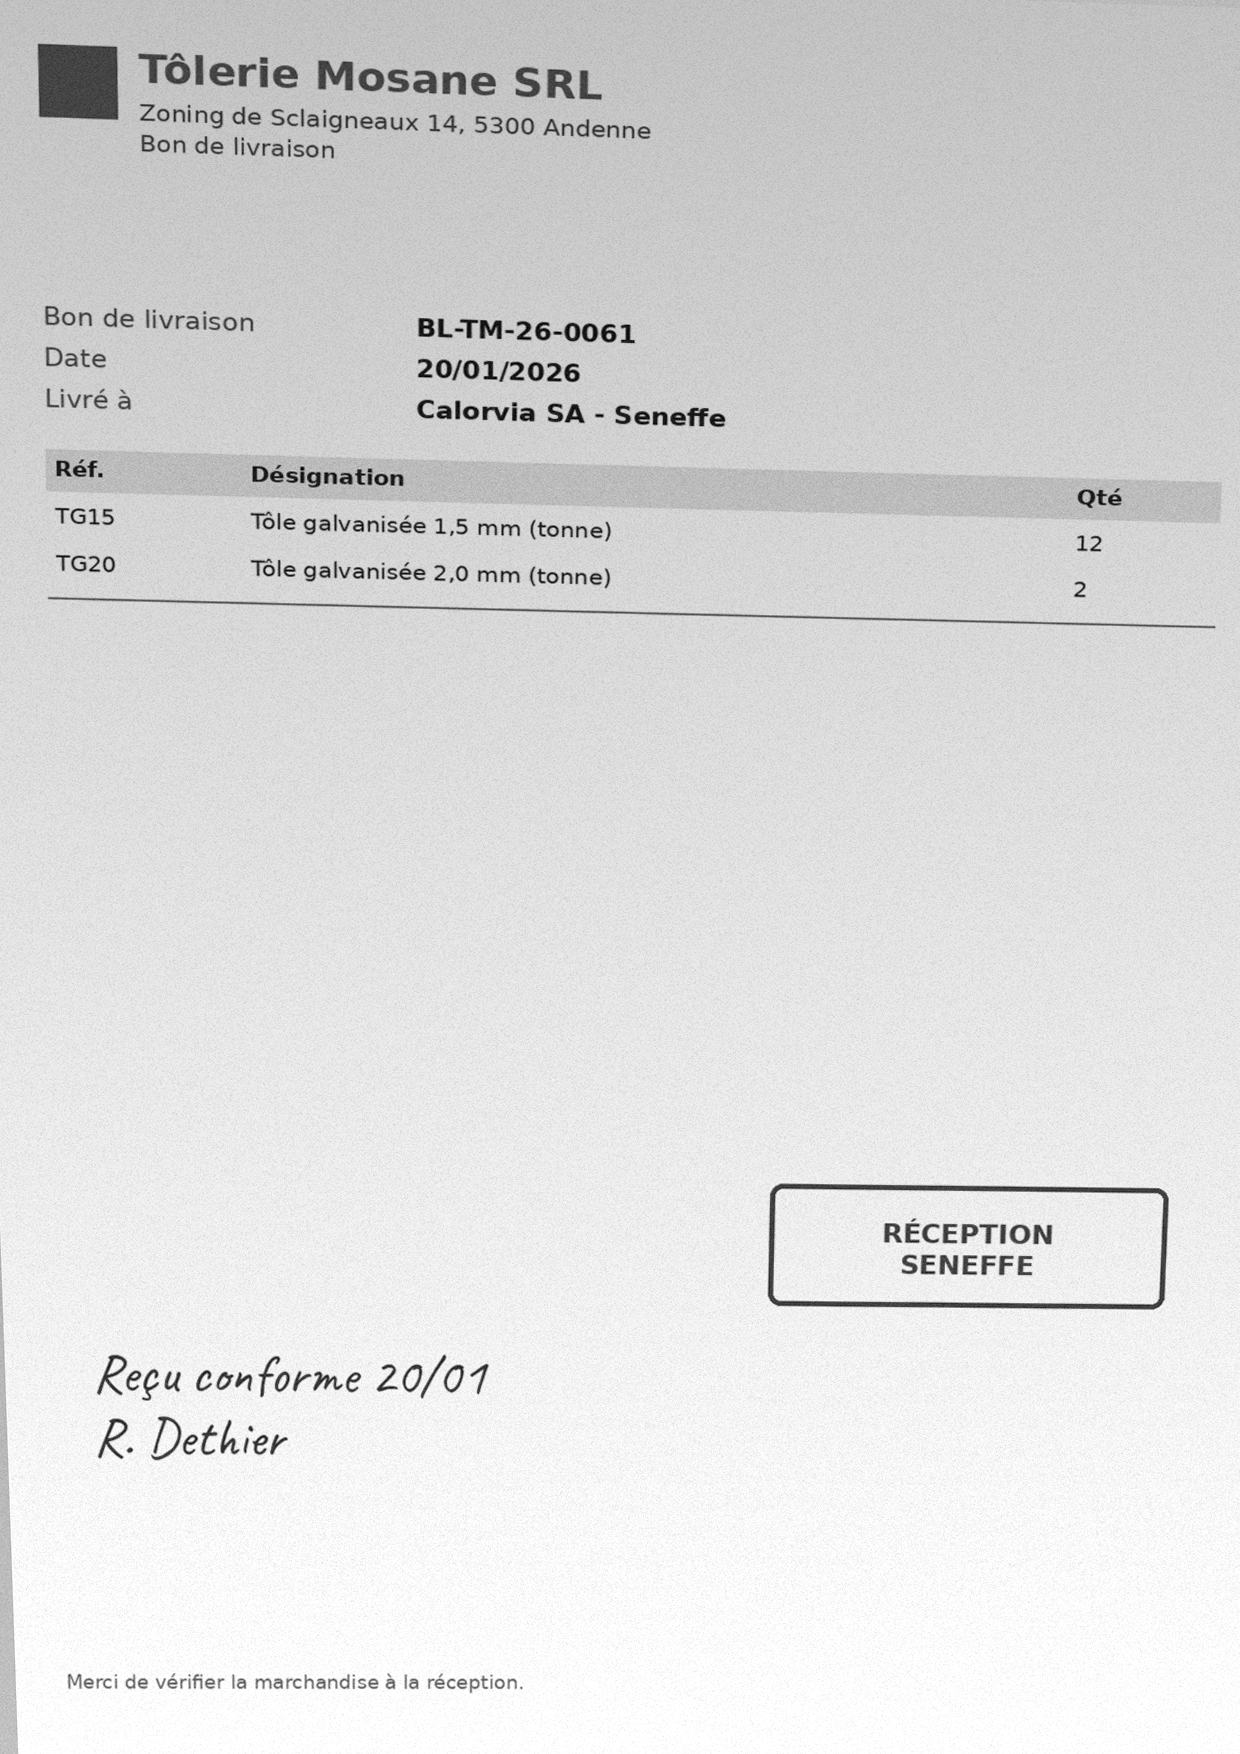 Tôlerie Mosane SRL
Zoning de Sclaigneaux 14, 5300 Andenne
Bon de livraison
Bon de livraison BL-TM-26-0061
Date 20/01/2026
Livré à Calorvia SA - Seneffe
Réf. Désignation Qté
TG15 Tôle galvanisée 1,5 mm (tonne) 12
TG20 Tôle galvanisée 2,0 mm (tonne) 2
RÉCEPTION
SENEFFE
Reçu conforme 20/01
R. Dethier
Merci de vérifier la marchandise à la réception.